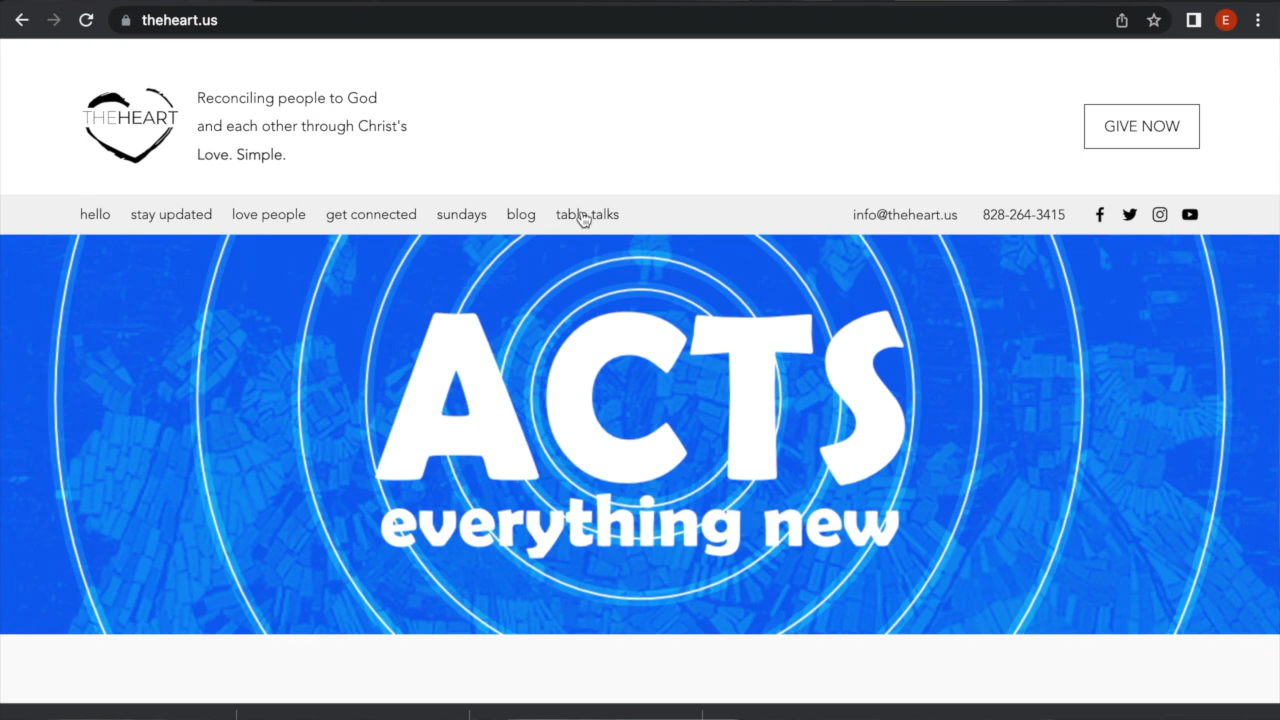 theheart.us
E
THEHEART
Reconciling people to God
and each other through Christ's
Love. Simple.
GIVE NOW
hello stay updated love people get connected sundays blog table talks info@theheart.us 828-264-3415
ACTS
everything new